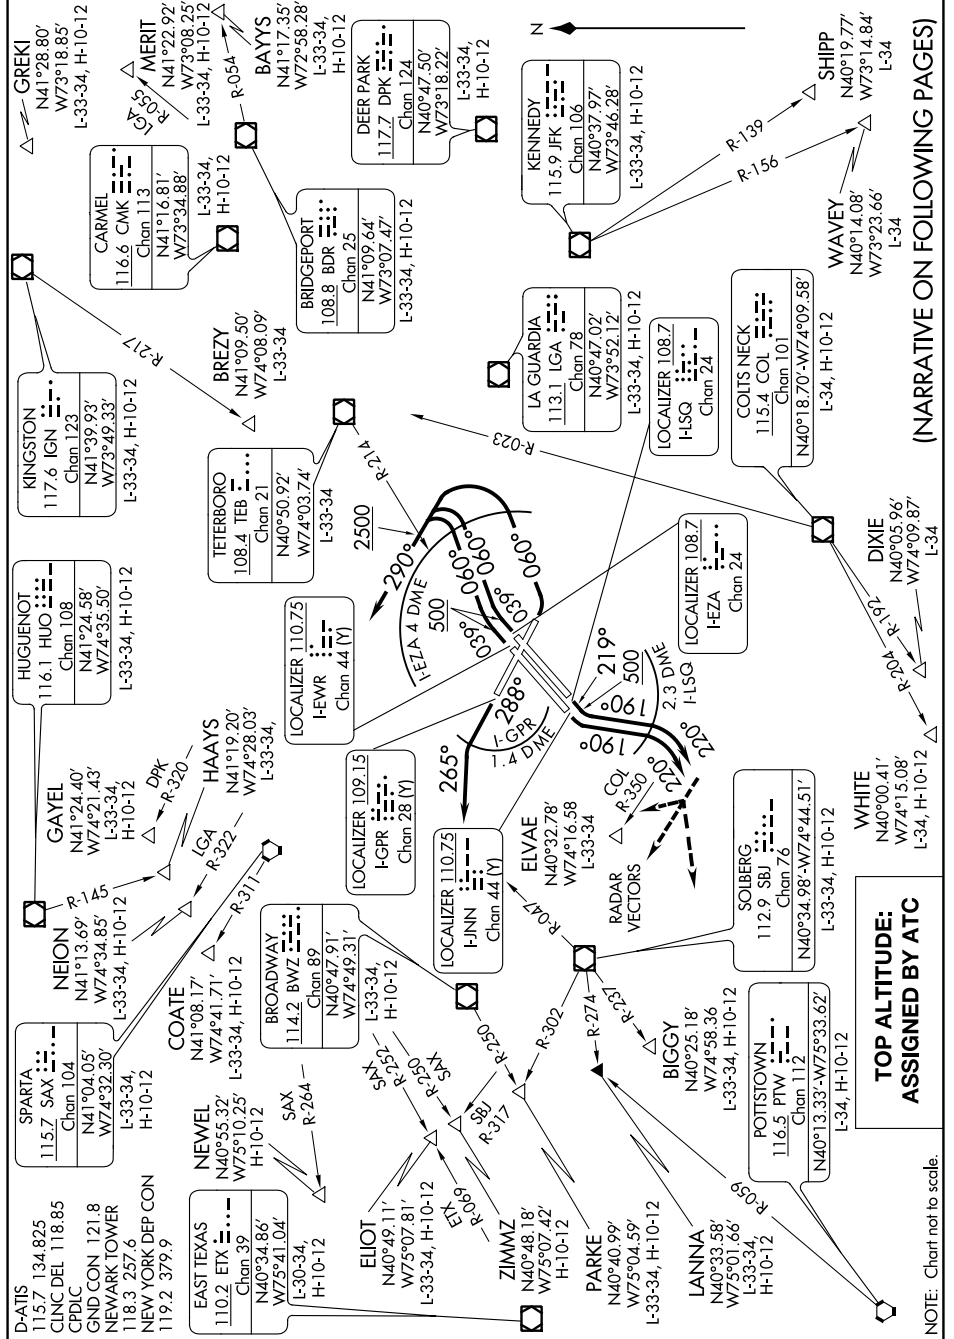 D-ATIS
115.7 134.825
CLNC DEL 118.85
CPDLC
GND CON 121.8
NEWARK TOWER
118.3 257.6
NEW YORK DEP CON
119.2 379.9
SPARTA
115.7 SAX
Chan 104
N41°04.05'
W74°32.30'
L-33-34,
H-10-12
NEION
N41°13.69'
W74°34.85'
L-33-34, H-10-12
HUGUENOT
116.1 HUO
Chan 108
N41°24.58'
W74°35.50'
L-33-34, H-10-12
R-145
GAYEL
N41°24.40'
W74°21.43'
L-33-34,
H-10-12
DPK
R-320
HAAYS
N41°19.20'
W74°28.03'
L-33-34,
LGA
R-322
R-311
KINGSTON
117.6 IGN
Chan 123
N41°39.93'
W73°49.33'
L-33-34, H-10-12
R-217
BREZY
N41°09.50'
W74°08.09'
L-33-34
GREKI
N41°28.80'
W73°18.85'
L-33-34, H-10-12
CARMEL
116.6 CMK
Chan 113
N41°16.81'
W73°34.88'
L-33-34,
H-10-12
LGA
R-055
MERIT
N41°22.92'
W73°08.25'
L-33-34, H-10-12
R-054
BAYYS
N41°17.35'
W72°58.28'
L-33-34,
H-10-12
BRIDGEPORT
108.8 BDR
Chan 25
N41°09.64'
W73°07.47'
L-33-34, H-10-12
DEER PARK
117.7 DPK
Chan 124
N40°47.50'
W73°18.22'
L-33-34,
H-10-12
N
COATE
N41°08.17'
W74°41.71'
L-33-34, H-10-12
NEWEL
N40°55.32'
W75°10.25'
H-10-12
SAX
R-264
EAST TEXAS
110.2 ETX
Chan 39
N40°34.86'
W75°41.04'
L-30-34,
H-10-12
BROADWAY
114.2 BWZ
Chan 89
N40°47.91'
W74°49.31'
L-33-34,
H-10-12
SAX
R-252
SAX
R-250
R-250
ELIOT
N40°49.11'
W75°07.81'
L-33-34, H-10-12
ETX
R-069
SBJ
R-317
ZIMMZ
N40°48.18'
W75°07.42'
H-10-12
PARKE
N40°40.99'
W75°04.59'
L-33-34, H-10-12
R-302
R-274
LANNA
N40°33.58'
W75°01.66'
L-33-34,
H-10-12
R-237
BIGGY
N40°25.18'
W74°58.36
L-33-34, H-10-12
R-059
POTTSTOWN
116.5 PTW
Chan 112
N40°13.33'-W75°33.62'
L-34, H-10-12
TETERBORO
108.4 TEB
Chan 21
N40°50.92'
W74°03.74'
L-33-34
R-214
2500
290°
I-EZA 4 DME
500
039°
060°
060°
039°
060°
LOCALIZER 110.75
I-EWR
Chan 44 (Y)
LOCALIZER 109.15
I-GPR
Chan 28 (Y)
LOCALIZER 110.75
I-JNN
Chan 44 (Y)
265°
288°
I-GPR
1.4 DME
219°
500
190°
190°
2.3 DME
I-LSQ
220°
220°
ELVAE
N40°32.78'
W74°16.58
L-33-34
COL
R-350
R-047
RADAR
VECTORS
SOLBERG
112.9 SBJ
Chan 76
N40°34.98'-W74°44.51'
L-33-34, H-10-12
LA GUARDIA
113.1 LGA
Chan 78
N40°47.02'
W73°52.12'
L-33-34, H-10-12
LOCALIZER 108.7
I-LSQ
Chan 24
LOCALIZER 108.7
I-EZA
Chan 24
R-023
KENNEDY
115.9 JFK
Chan 106
N40°37.97'
W73°46.28'
L-33-34, H-10-12
R-139
R-156
SHIPP
N40°19.77'
W73°14.84'
L-34
WAVEY
N40°14.08'
W73°23.66'
L-34
COLTS NECK
115.4 COL
Chan 101
N40°18.70'-W74°09.58'
L-34, H-10-12
R-192
R-204
DIXIE
N40°05.96'
W74°09.87'
L-34
WHITE
N40°00.41'
W74°15.08'
L-34, H-10-12
TOP ALTITUDE:
ASSIGNED BY ATC
NOTE: Chart not to scale.
(NARRATIVE ON FOLLOWING PAGES)